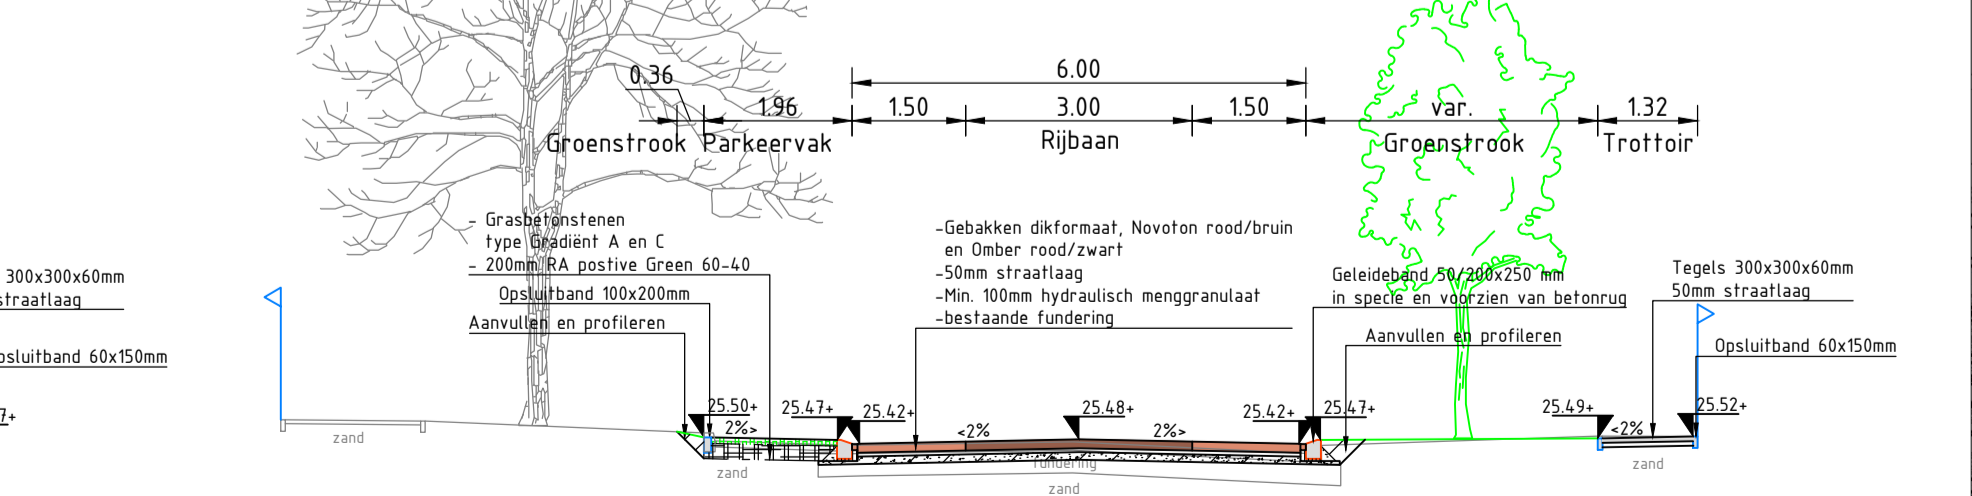 0.36
6.00
1.96
1.50
3.00
1.50
var.
1.32
Groenstrook
Parkeervak
Rijbaan
Groenstrook
Trottoir
- Grasbetonstenen
type Gradiënt A en C
- 200mm RA postive Green 60-40
Opsluitband 100x200mm
Aanvullen en profileren
-Gebakken dikformaat, Novoton rood/bruin
en Omber rood/zwart
-50mm straatlaag
-Min. 100mm hydraulisch menggranulaat
-bestaande fundering
Geleideband 50/200x250 mm
in specie en voorzien van betonrug
Aanvullen en profileren
Tegels 300x300x60mm
50mm straatlaag
Opsluitband 60x150mm
300x300x60mm
straatlaag
psluitband 60x150mm
7+
25.50+
25.47+
25.42+
25.48+
25.42+
25.47+
25.49+
25.52+
2%>
<2%
2%>
<2%
zand
zand
fundering
zand
zand